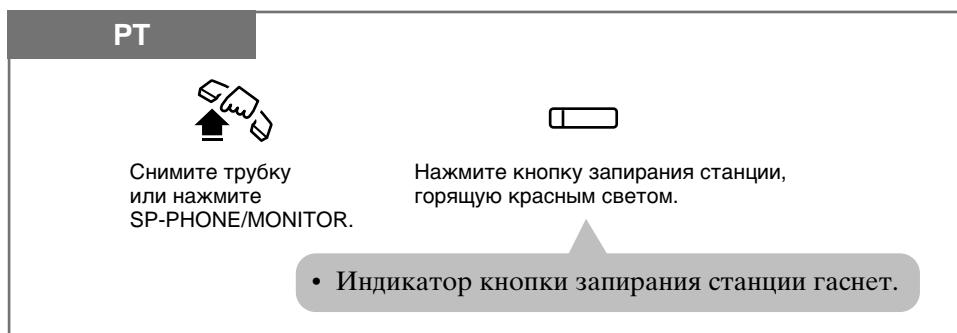 PT
Снимите трубку
или нажмите
SP-PHONE/MONITOR.
Нажмите кнопку запирания станции,
горящую красным светом.
• Индикатор кнопки запирания станции гаснет.